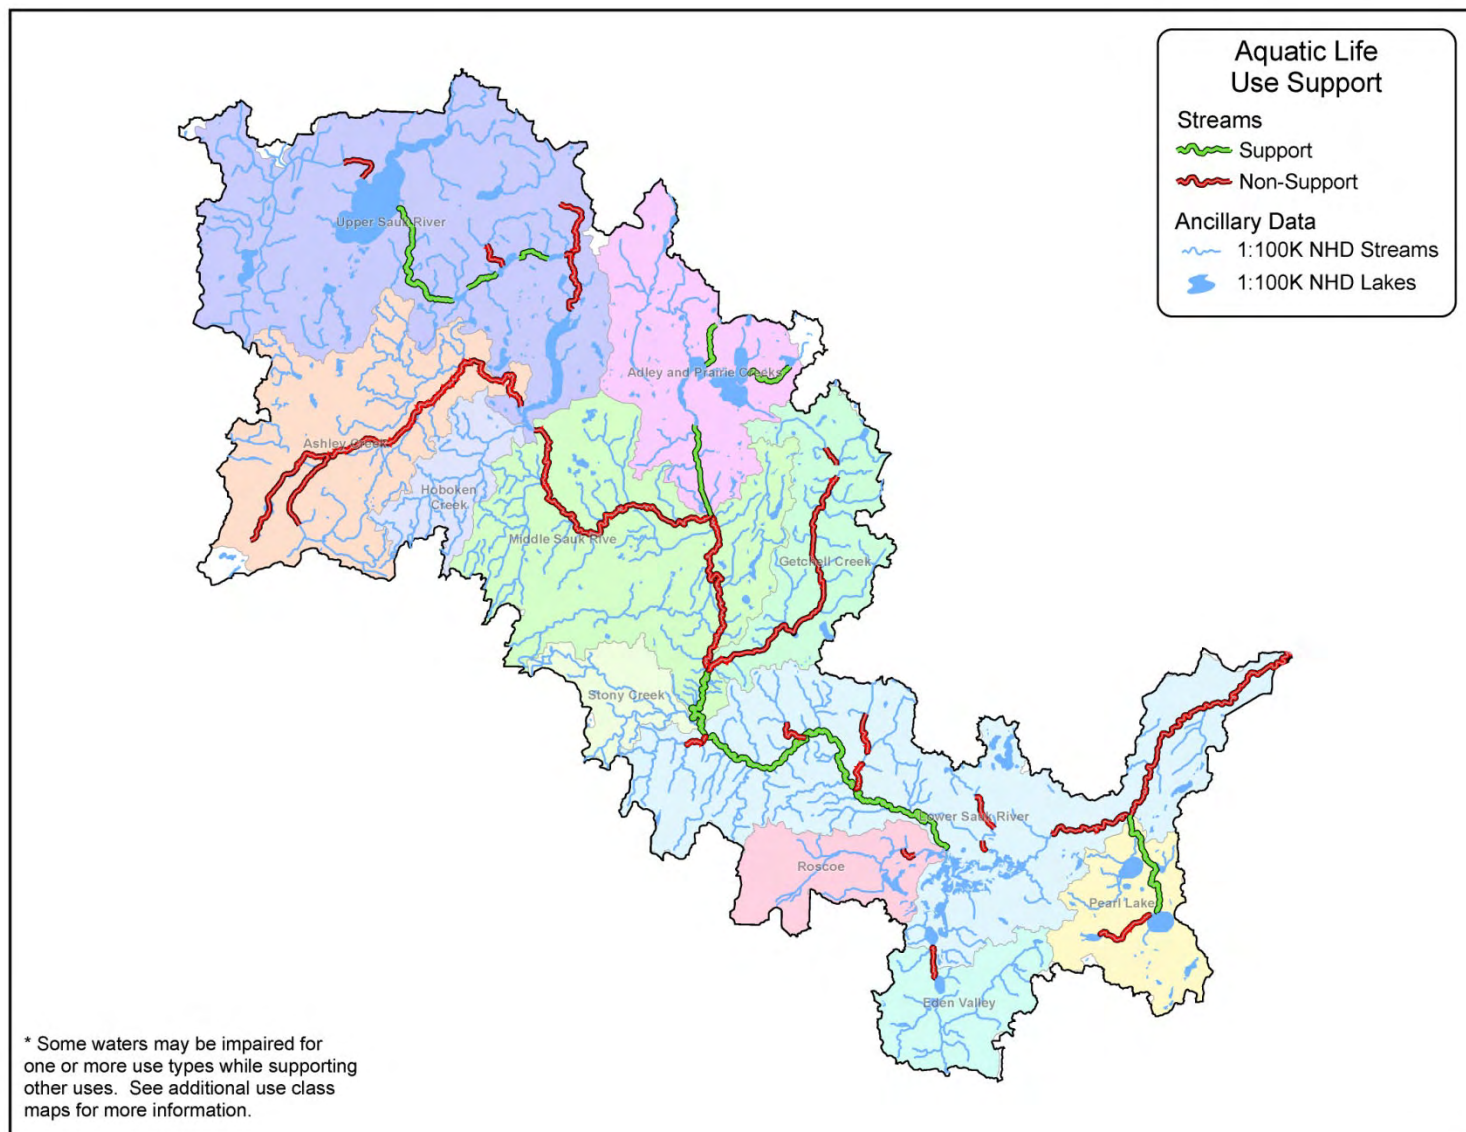 Aquatic Life
Use Support
Streams
Support
Non-Support
Ancillary Data
1:100K NHD Streams
1:100K NHD Lakes
Upper Sauk River
Adley and Prairie Creeks
Ashley Creek
Hoboken
Creek
Middle Sauk Rive
Getchell Creek
Stony Creek
Lower Sauk River
Roscoe
Pearl Lake
Eden Valley
* Some waters may be impaired for
one or more use types while supporting
other uses. See additional use class
maps for more information.